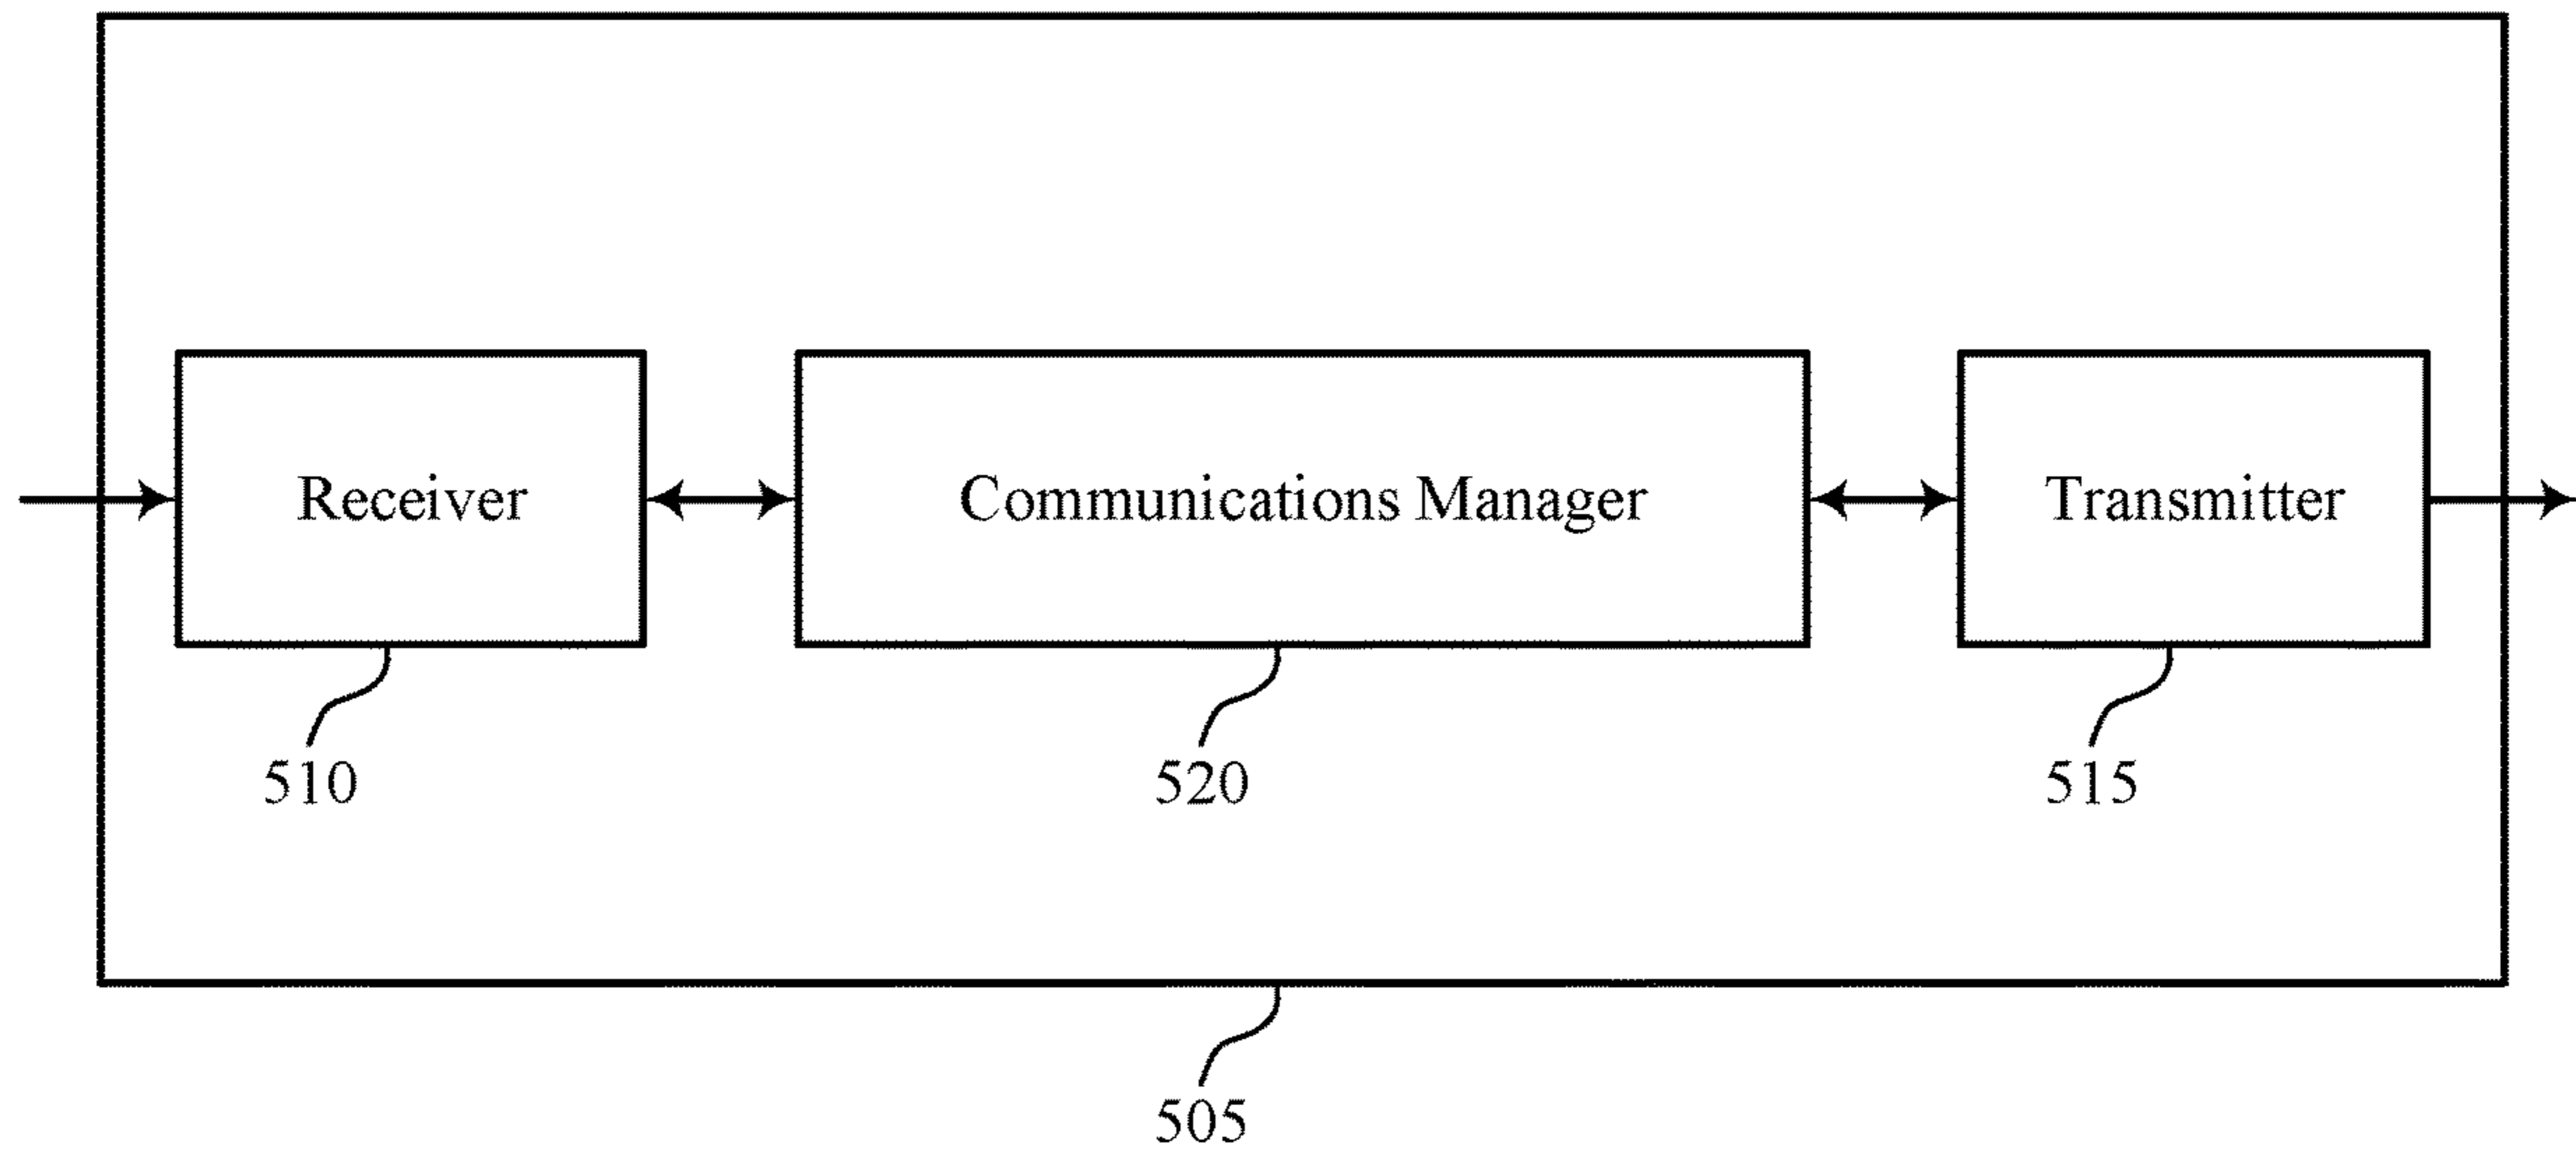 Receiver
Communications Manager
Transmitter
510
520
515
505